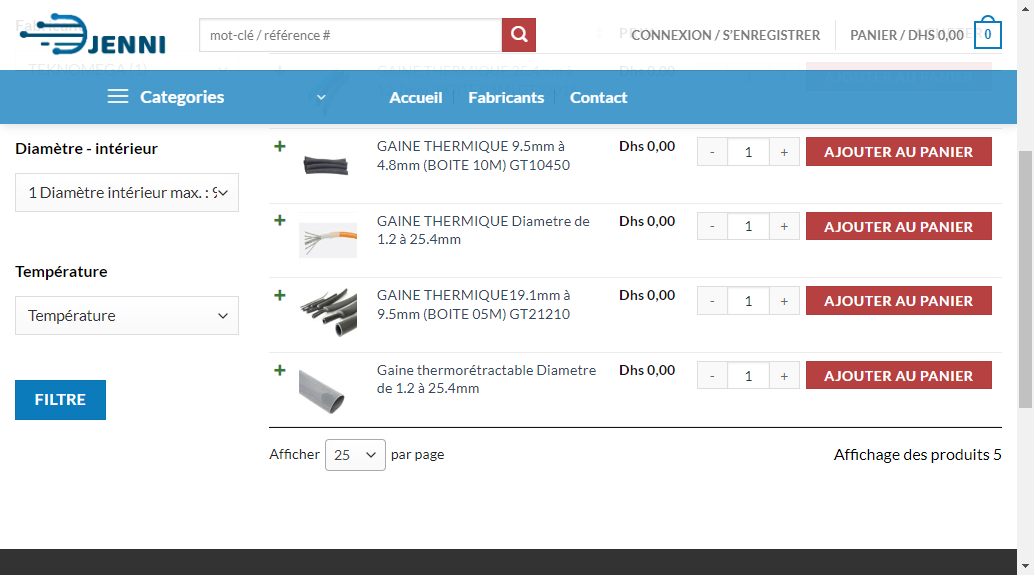 DJENNI
mot-clé / référence #
CONNEXION / S'ENREGISTRER
PANIER / DHS 0,00
0
Categories
Accueil
Fabricants
Contact
Diamètre - intérieur
1 Diamètre intérieur max. : 9
Température
Température
FILTRE
+ GAINE THERMIQUE 9.5mm à
4.8mm (BOITE 10M) GT10450
Dhs 0,00
- 1 +
AJOUTER AU PANIER
+ GAINE THERMIQUE Diametre de
1.2 à 25.4mm
Dhs 0,00
- 1 +
AJOUTER AU PANIER
+ GAINE THERMIQUE19.1mm à
9.5mm (BOITE 05M) GT21210
Dhs 0,00
- 1 +
AJOUTER AU PANIER
+ Gaine thermorétractable Diametre
de 1.2 à 25.4mm
Dhs 0,00
- 1 +
AJOUTER AU PANIER
Afficher 25 par page
Affichage des produits 5